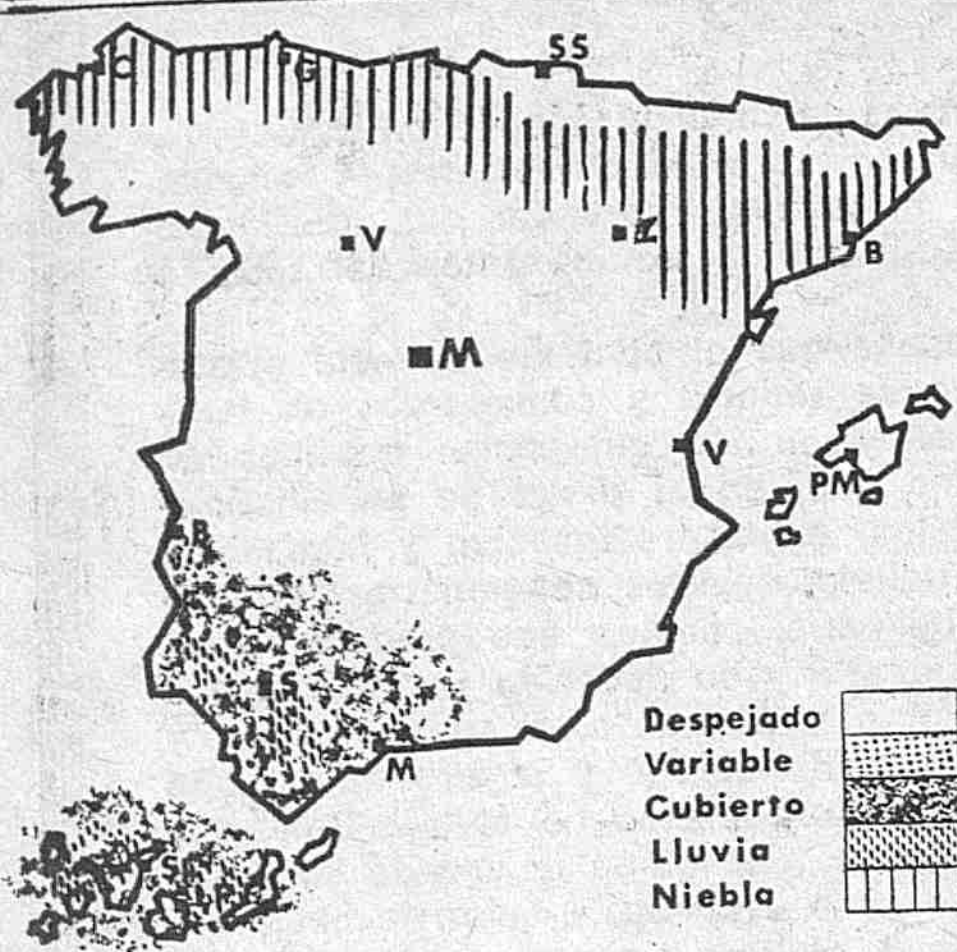 SS
C
G
V
Z
B
M
V
PM
B
S
M
Despejado
Variable
Cubierto
Lluvia
Niebla